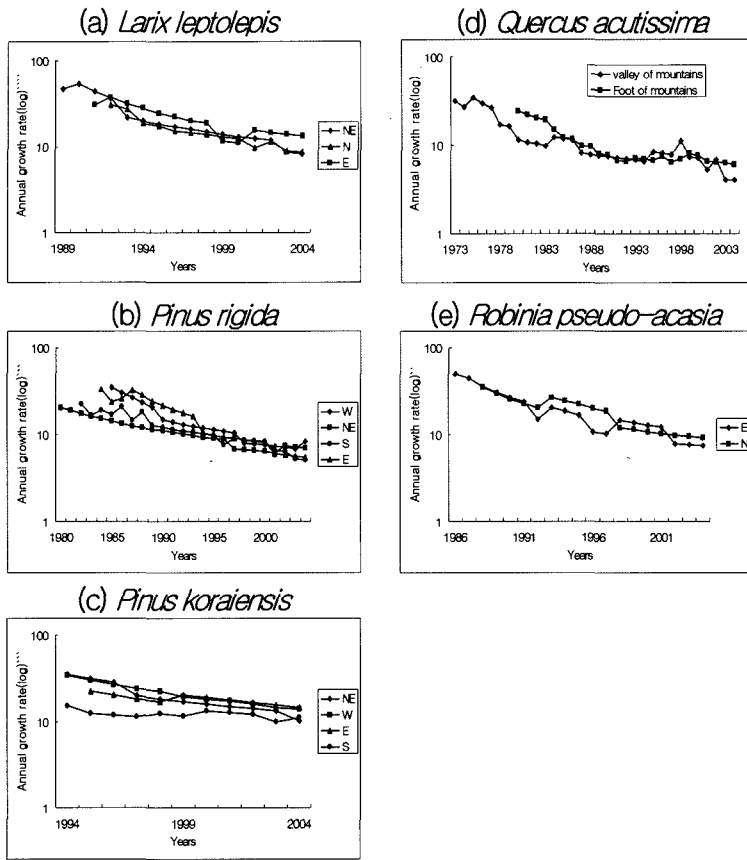 (a) Larix leptolepis
Annual growth rate(log)````
100
10
1
1989 1994 1999 2004
Years
NE
N
E
(b) Pinus rigida
Annual growth rate(log)```
100
10
1
1980 1985 1990 1995 2000
Years
W
NE
S
E
(c) Pinus koraiensis
Annual growth rate(log)```
100
10
1
1994 1999 2004
Years
NE
W
E
S
(d) Quercus acutissima
Annual growth rate(log)
100
10
1
1973 1978 1983 1988 1993 1998 2003
Years
valley of mountains
Foot of mountains
(e) Robinia pseudo-acasia
Annual growth rate(log)```
100
10
1
1986 1991 1996 2001
Years
E
N